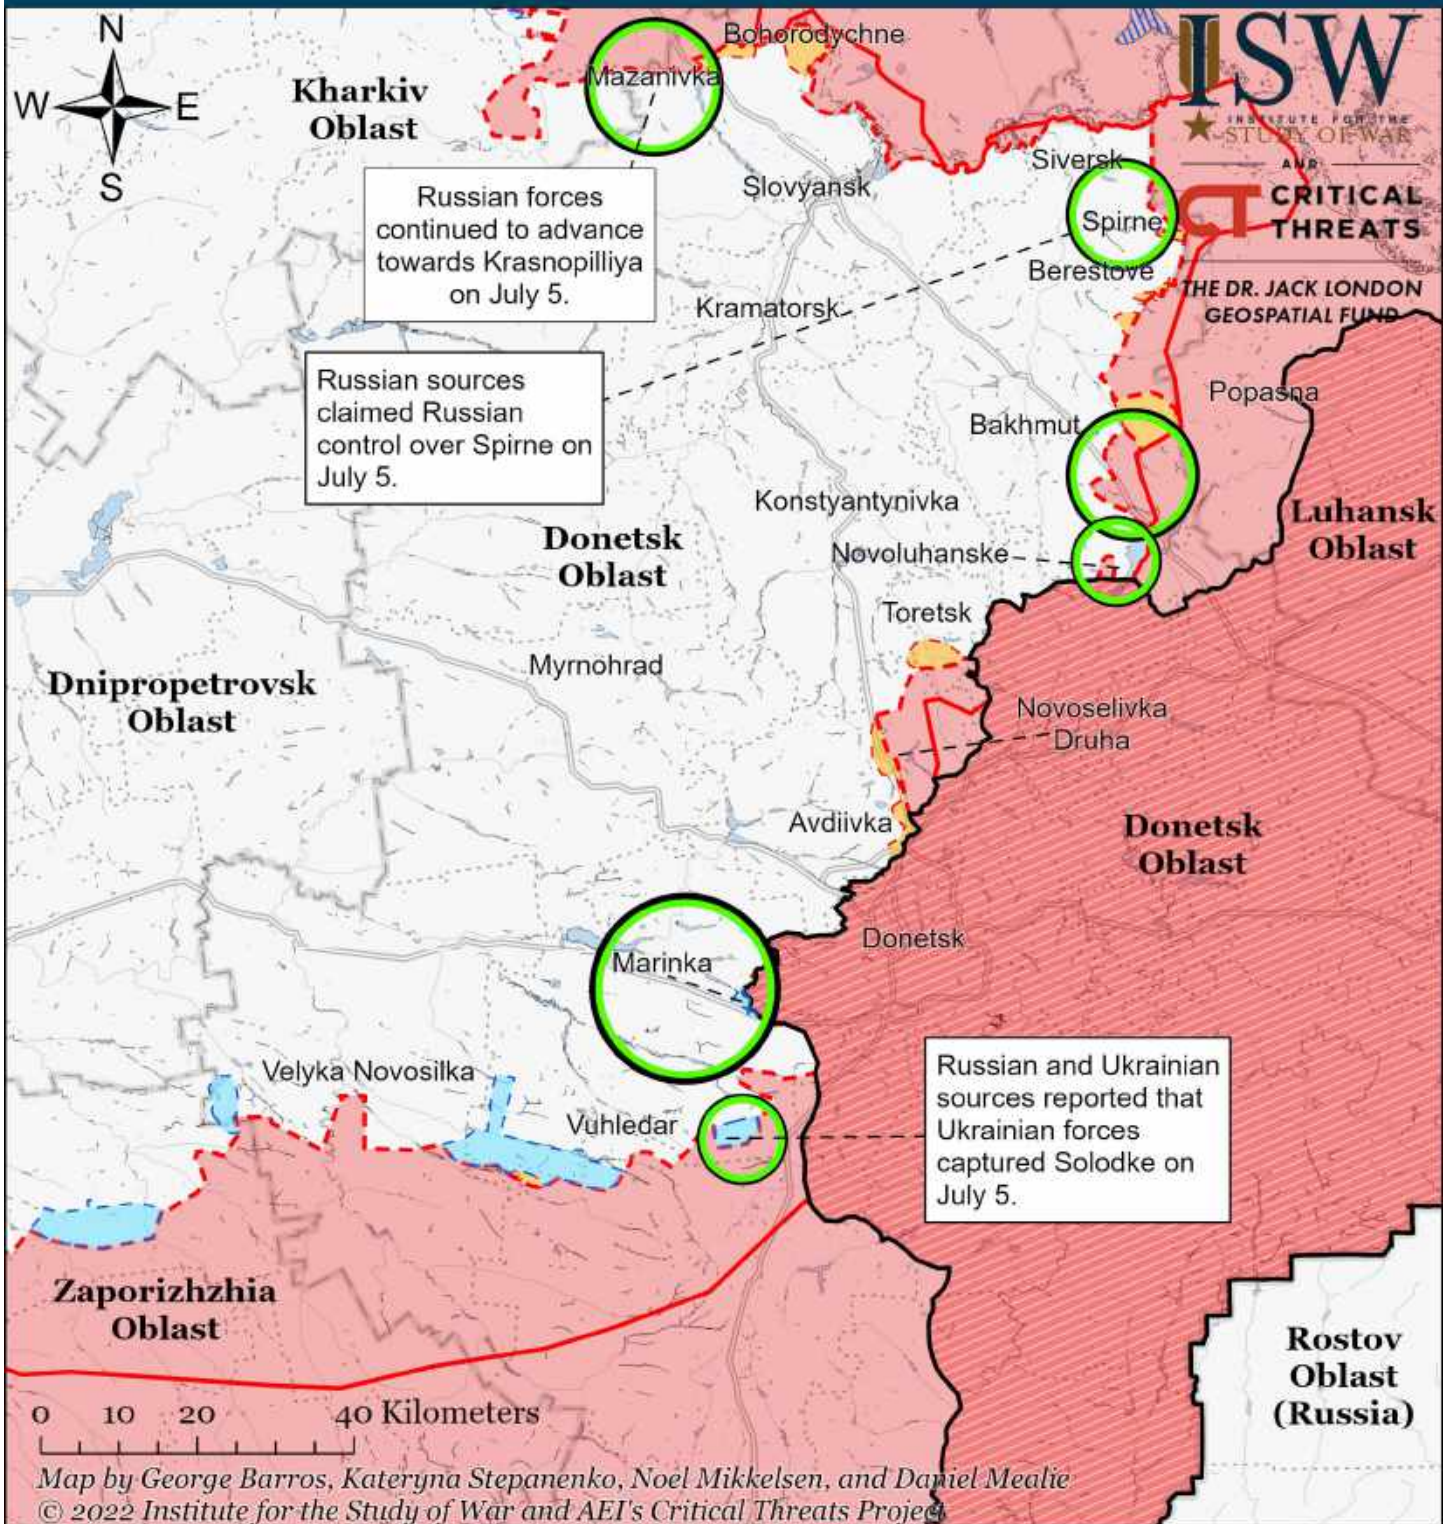 N
W
E
S
Kharkiv
Oblast
Bohorodychne
Mazanivka
ISW
INSTITUTE FOR THE
STUDY OF WAR
AND
CRITICAL
THREATS
THE DR. JACK LONDON
GEOSPATIAL FUND
Siversk
Slovyansk
Russian forces
continued to advance
towards Krasnopilliya
on July 5.
Spirne
Berestove
Kramatorsk
Russian sources
claimed Russian
control over Spirne on
July 5.
Popasna
Bakhmut
Konstyantynivka
Luhansk
Oblast
Donetsk
Oblast
Novoluhanske
Toretsk
Myrnohrad
Dnipropetrovsk
Oblast
Novoselivka
Druha
Avdiivka
Donetsk
Oblast
Donetsk
Marinka
Velyka Novosilka
Vuhledar
Russian and Ukrainian
sources reported that
Ukrainian forces
captured Solodke on
July 5.
Zaporizhzhia
Oblast
Rostov
Oblast
(Russia)
0 10 20 40 Kilometers
Map by George Barros, Kateryna Stepanenko, Noel Mikkelsen, and Daniel Mealie
© 2022 Institute for the Study of War and AEI's Critical Threats Project